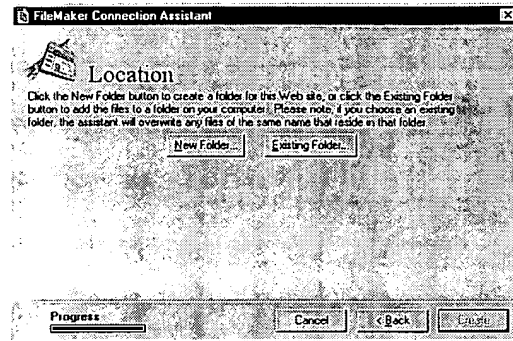 FileMaker Connection Assistant
Location
Click the New Folder button to create a folder for this Web site, or click the Existing Folder
button to add the files to a folder on your computer. Please note, if you choose an existing
folder, the assistant will overwrite any files of the same name that reside in that folder.
New Folder... Existing Folder...
Progress Cancel < Back Create